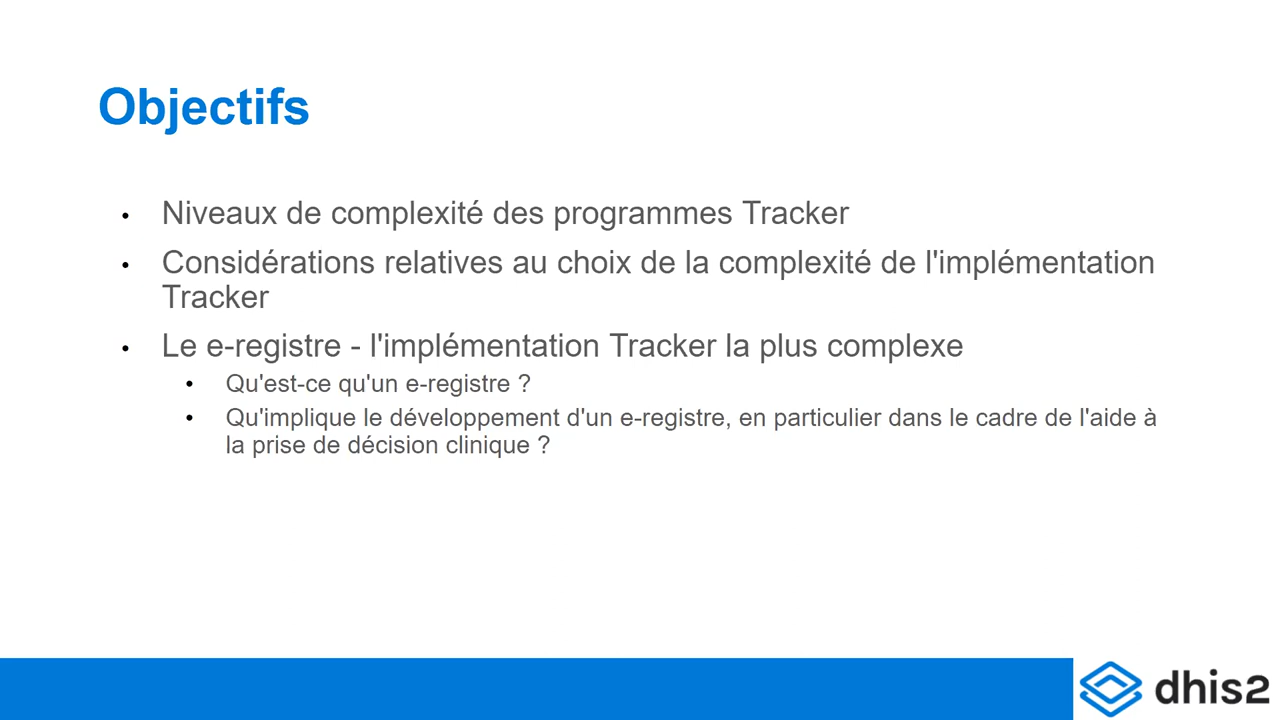 Objectifs
• Niveaux de complexité des programmes Tracker
• Considérations relatives au choix de la complexité de l'implémentation
Tracker
• Le e-registre - l'implémentation Tracker la plus complexe
• Qu'est-ce qu'un e-registre ?
• Qu'implique le développement d'un e-registre, en particulier dans le cadre de l'aide à
la prise de décision clinique ?
dhis2